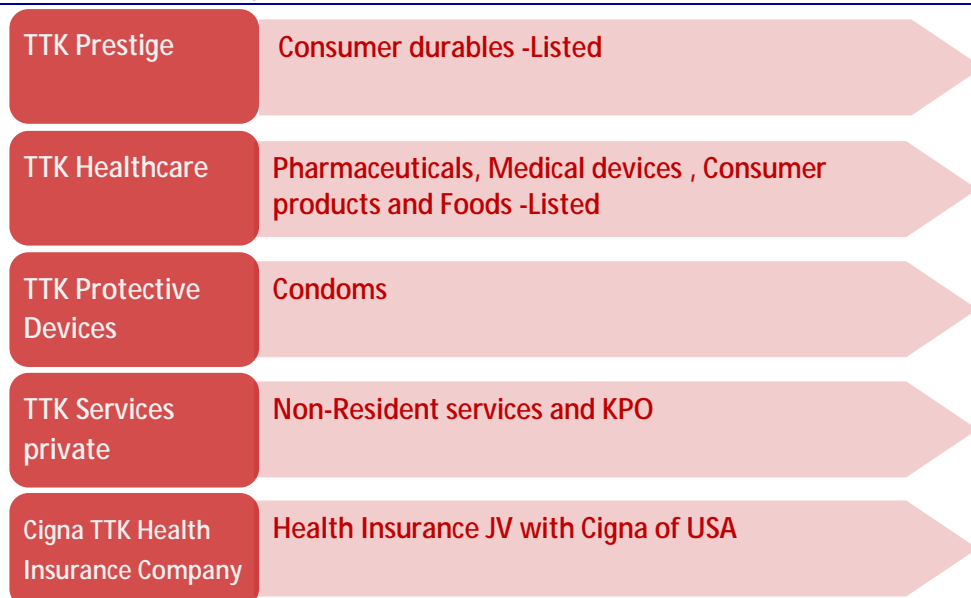 TTK Prestige
Consumer durables -Listed
TTK Healthcare
Pharmaceuticals, Medical devices , Consumer
products and Foods -Listed
TTK Protective
Devices
Condoms
TTK Services
private
Non-Resident services and KPO
Cigna TTK Health
Insurance Company
Health Insurance JV with Cigna of USA